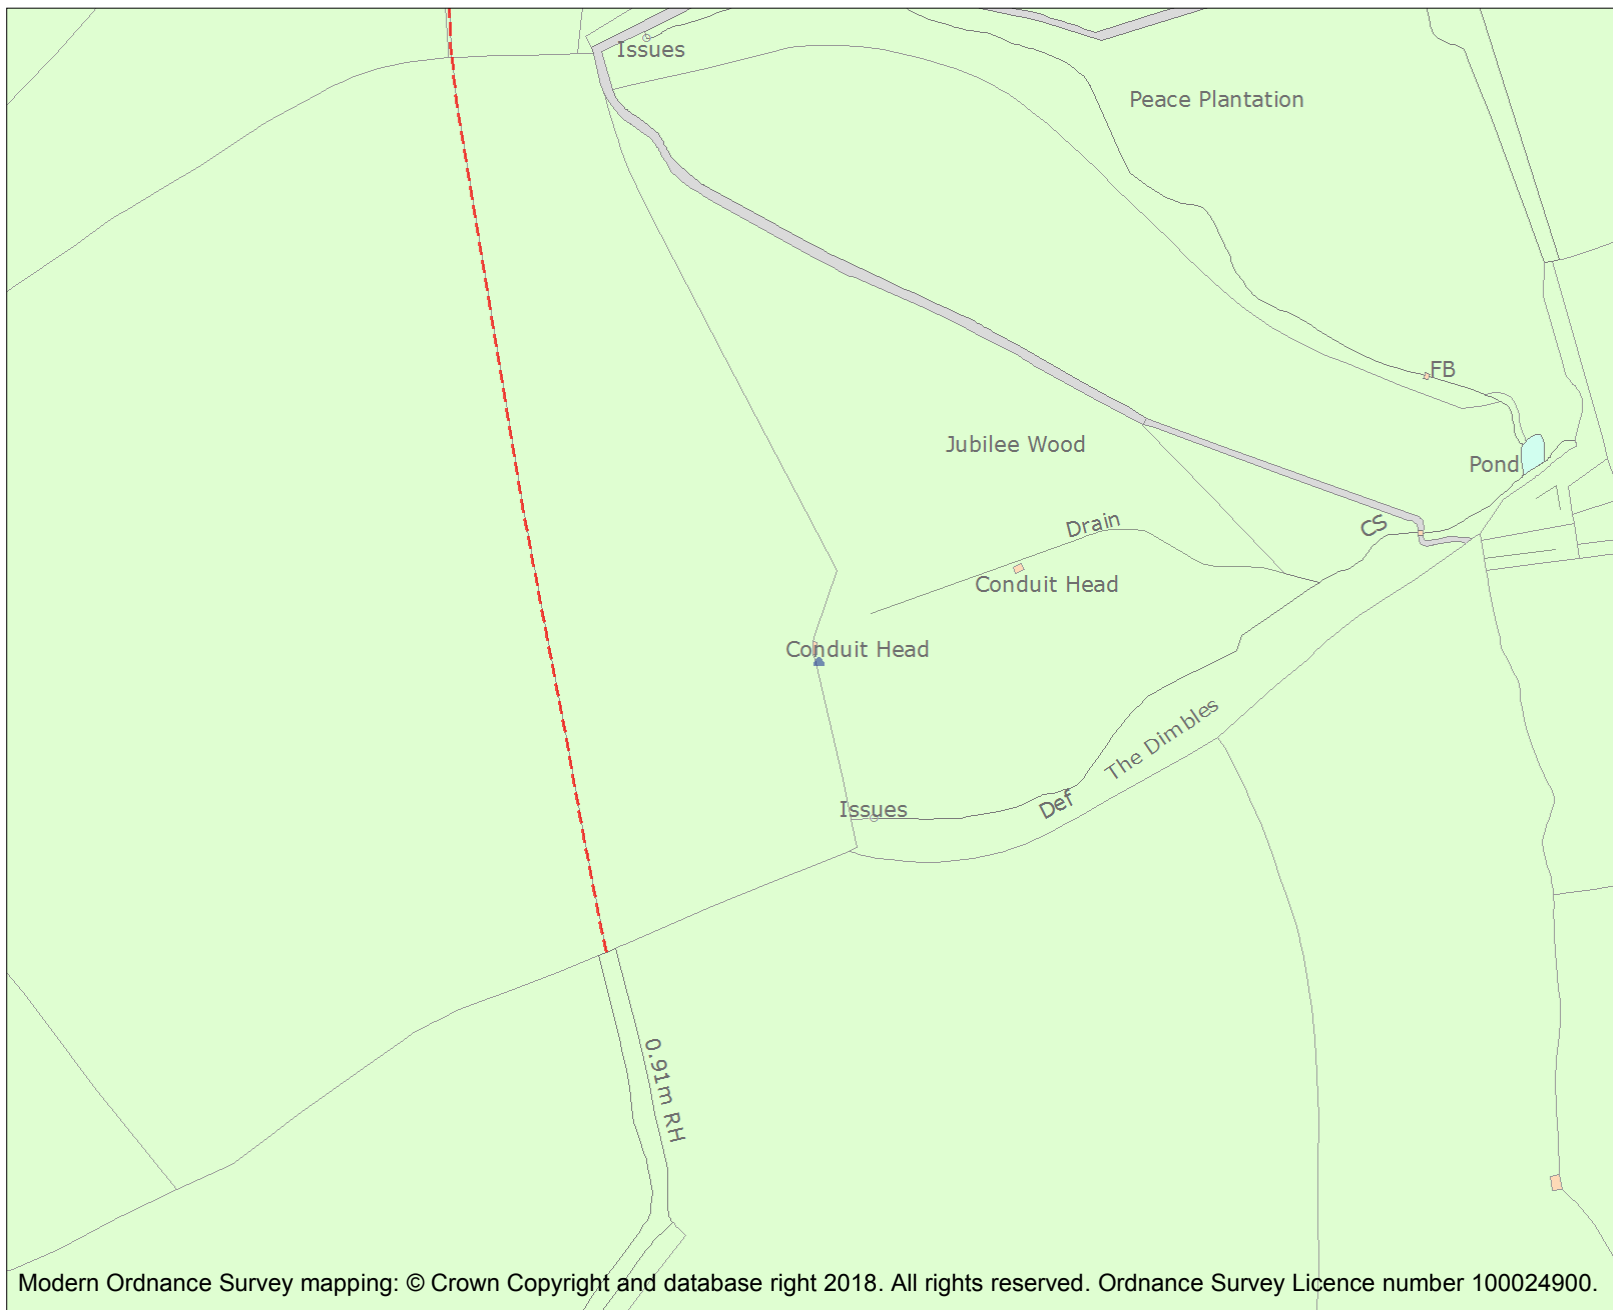 Issues
Peace Plantation
FB
Jubilee Wood
Pond
Drain
CS
Conduit Head
Conduit Head
The Dimbles
Issues
Def
0.91m RH
Modern Ordnance Survey mapping: © Crown Copyright and database right 2018. All rights reserved. Ordnance Survey Licence number 100024900.